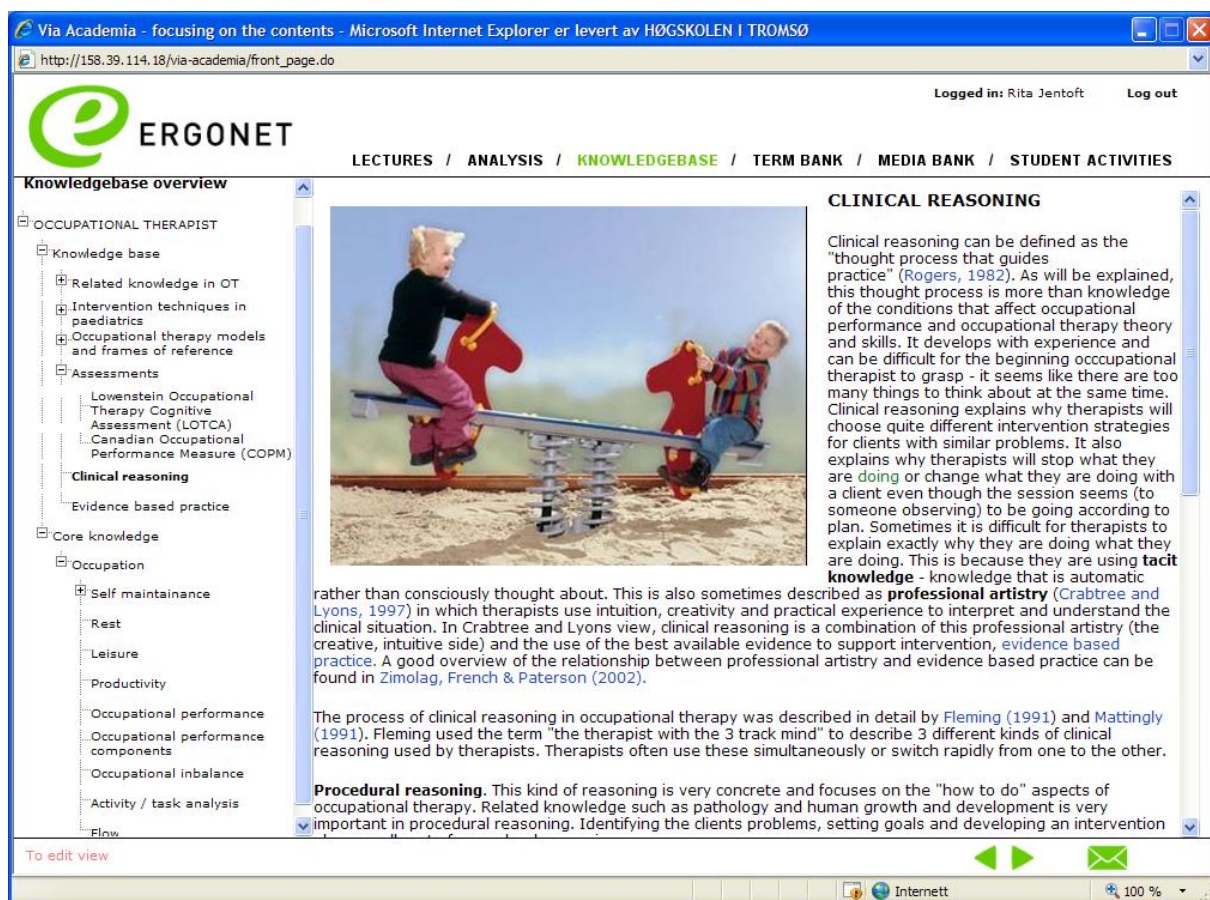 Via Academia - focusing on the contents - Microsoft Internet Explorer er levert av HØGSKOLEN I TROMSØ
http://158.39.114.18/via-academia/front_page.do
Logged in: Rita Jentoft Log out
ERGONET
LECTURES / ANALYSIS / KNOWLEDGEBASE / TERM BANK / MEDIA BANK / STUDENT ACTIVITIES
Knowledgebase overview
OCCUPATIONAL THERAPIST
Knowledge base
Related knowledge in OT
Intervention techniques in
paediatrics
Occupational therapy models
and frames of reference
Assessments
Lowenstein Occupational
Therapy Cognitive
Assessment (LOTCA)
Canadian Occupational
Performance Measure (COPM)
Clinical reasoning
Evidence based practice
Core knowledge
Occupation
Self maintainance
Rest
Leisure
Productivity
Occupational performance
Occupational performance
components
Occupational inbalance
Activity / task analysis
Flow
CLINICAL REASONING
Clinical reasoning can be defined as the
"thought process that guides
practice" (Rogers, 1982). As will be explained,
this thought process is more than knowledge
of the conditions that affect occupational
performance and occupational therapy theory
and skills. It develops with experience and
can be difficult for the beginning occcupational
therapist to grasp - it seems like there are too
many things to think about at the same time.
Clinical reasoning explains why therapists will
choose quite different intervention strategies
for clients with similar problems. It also
explains why therapists will stop what they
are doing or change what they are doing with
a client even though the session seems (to
someone observing) to be going according to
plan. Sometimes it is difficult for therapists to
explain exactly why they are doing what they
are doing. This is because they are using tacit
knowledge - knowledge that is automatic
rather than consciously thought about. This is also sometimes described as professional artistry (Crabtree and
Lyons, 1997) in which therapists use intuition, creativity and practical experience to interpret and understand the
clinical situation. In Crabtree and Lyons view, clinical reasoning is a combination of this professional artistry (the
creative, intuitive side) and the use of the best available evidence to support intervention, evidence based
practice. A good overview of the relationship between professional artistry and evidence based practice can be
found in Zimolag, French & Paterson (2002).
The process of clinical reasoning in occupational therapy was described in detail by Fleming (1991) and Mattingly
(1991). Fleming used the term "the therapist with the 3 track mind" to describe 3 different kinds of clinical
reasoning used by therapists. Therapists often use these simultaneously or switch rapidly from one to the other.
Procedural reasoning. This kind of reasoning is very concrete and focuses on the "how to do" aspects of
occupational therapy. Related knowledge such as pathology and human growth and development is very
important in procedural reasoning. Identifying the clients problems, setting goals and developing an intervention
To edit view
Internett
100 %